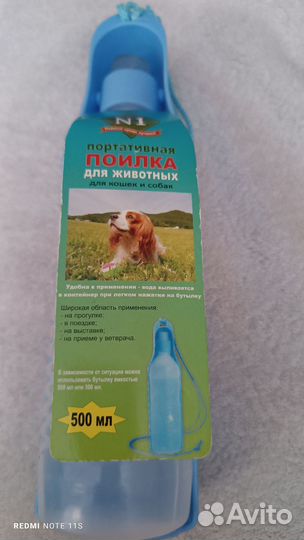 N1
портативная
ПОИЛКА
для животных
для кошек и собак
Удобна в применении - вода выливается
в контейнер при легком нажатии на бутылку
Широкая область применения:
- на прогулке.
- в поездке;
- на выставке;
- на приеме у ветврача.
В зависимости от ситуации можно
использовать бутылку емкостью
500 мл
REDMI NOTE 11S
Avito